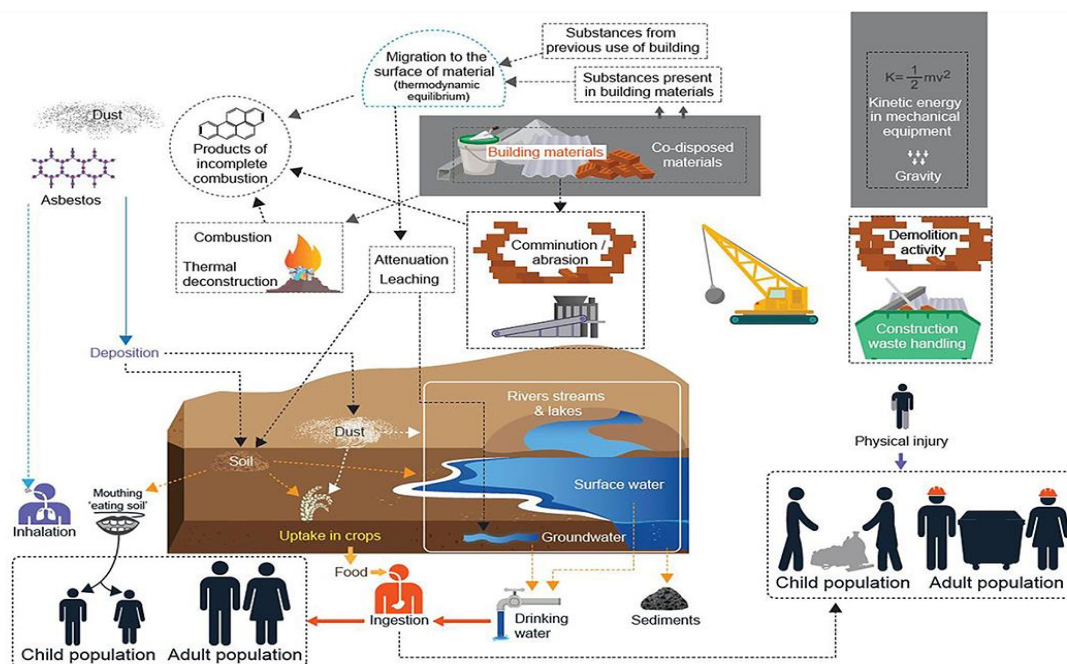 Substances from
previous use of building
Migration to the
surface of material
(thermodynamic
equilibrium)
Substances present
in building materials
K= 1/2 mv²
Kinetic energy
in mechanical
equipment
Gravity
Dust
Asbestos
Products of
incomplete
combustion
Building materials
Co-disposed
materials
Combustion
Thermal
deconstruction
Attenuation
Leaching
Comminution /
abrasion
Demolition
activity
Construction
waste handling
Deposition
Rivers streams
& lakes
Dust
Soil
Surface water
Physical injury
Mouthing
'eating soil'
Inhalation
Uptake in crops
Groundwater
Food
Ingestion
Drinking
water
Sediments
Child population
Adult population
Child population
Adult population